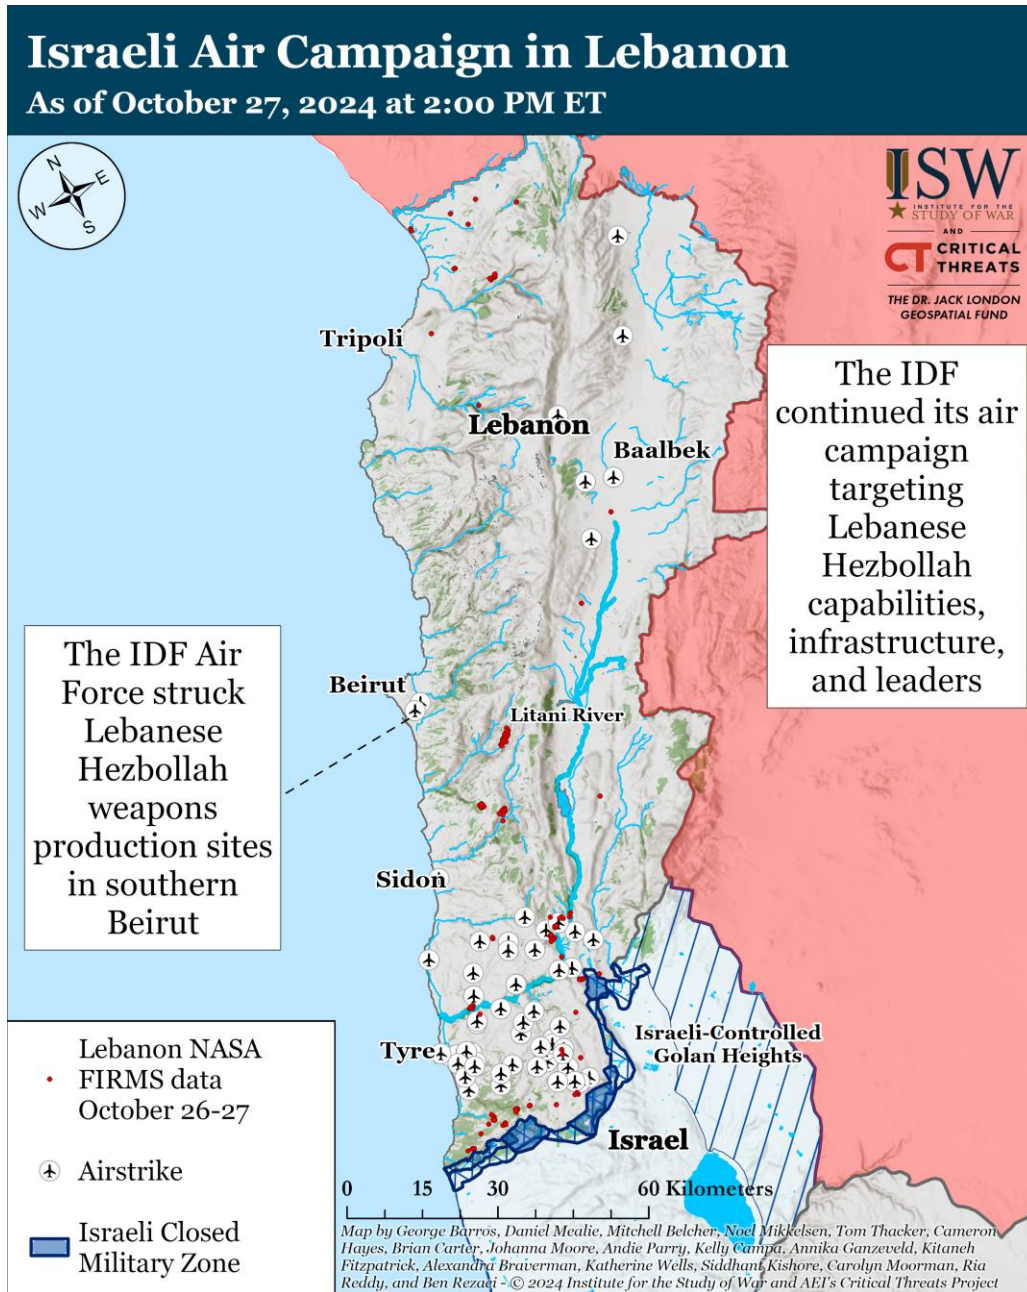 Israeli Air Campaign in Lebanon
As of October 27, 2024 at 2:00 PM ET
N
E
W
S
ISW
INSTITUTE FOR THE
STUDY OF WAR
AND
CT CRITICAL
THREATS
THE DR. JACK LONDON
GEOSPATIAL FUND
Tripoli
Lebanon
Baalbek
The IDF
continued its air
campaign
targeting
Lebanese
Hezbollah
capabilities,
infrastructure,
and leaders
The IDF Air
Force struck
Lebanese
Hezbollah
weapons
production sites
in southern
Beirut
Beirut
Litani River
Sidon
Tyre
Israeli-Controlled
Golan Heights
Israel
Lebanon NASA
FIRMS data
October 26-27
Airstrike
Israeli Closed
Military Zone
0 15 30 60 Kilometers
Map by George Barros, Daniel Mealie, Mitchell Belcher, Noel Mikkelsen, Tom Thacker, Cameron
Hayes, Brian Carter, Johanna Moore, Andie Parry, Kelly Campa, Annika Ganzeveld, Kitaneh
Fitzpatrick, Alexandra Braverman, Katherine Wells, Siddhant Kishore, Carolyn Moorman, Ria
Reddy, and Ben Rezaei - © 2024 Institute for the Study of War and AEI's Critical Threats Project